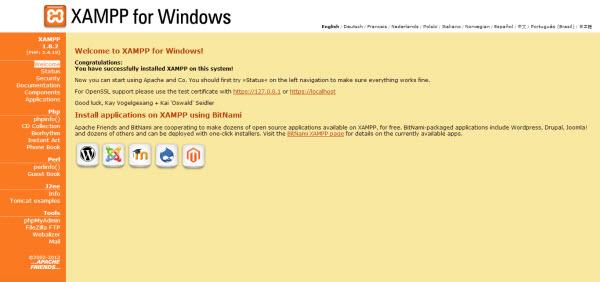 XAMPP for Windows
English / Deutsch / Francais / Nederlands / Polski / Italiano / Norwegian / Español / 中文 / Português (Brasil) / 日本語
XAMPP
1.8.2
[PHP: 5.4.19]
Welcome
Status
Security
Documentation
Components
Applications
Php
phpinfo()
CD Collection
Biorhythm
Instant Art
Phone Book
Perl
perlinfo()
Guest Book
J2ee
Info
Tomcat examples
Tools
phpMyAdmin
FileZilla FTP
Webalizer
Mail
©2002-2013
...APACHE
FRIENDS...
Welcome to XAMPP for Windows!
Congratulations:
You have successfully installed XAMPP on this system!
Now you can start using Apache and Co. You should first try »Status« on the left navigation to make sure everything works fine.
For OpenSSL support please use the test certificate with https://127.0.0.1 or https://localhost
Good luck, Kay Vogelgesang + Kai 'Oswald' Seidler
Install applications on XAMPP using BitNami
Apache Friends and BitNami are cooperating to make dozens of open source applications available on XAMPP, for free. BitNami-packaged applications include Wordpress, Drupal, Joomla!
and dozens of others and can be deployed with one-click installers. Visit the BitNami XAMPP page for details on the currently available apps.